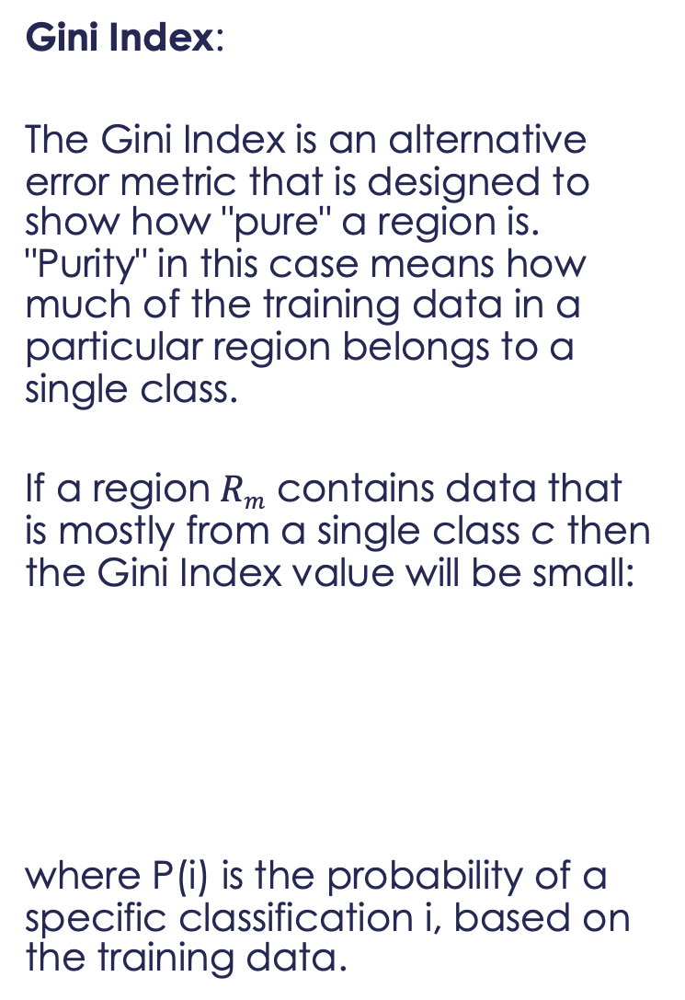 Gini Index:
The Gini Index is an alternative
error metric that is designed to
show how "pure" a region is.
"Purity" in this case means how
much of the training data in a
particular region belongs to a
single class.
If a region Rₘ contains data that
is mostly from a single class c then
the Gini Index value will be small:
where P(i) is the probability of a
specific classification i, based on
the training data.